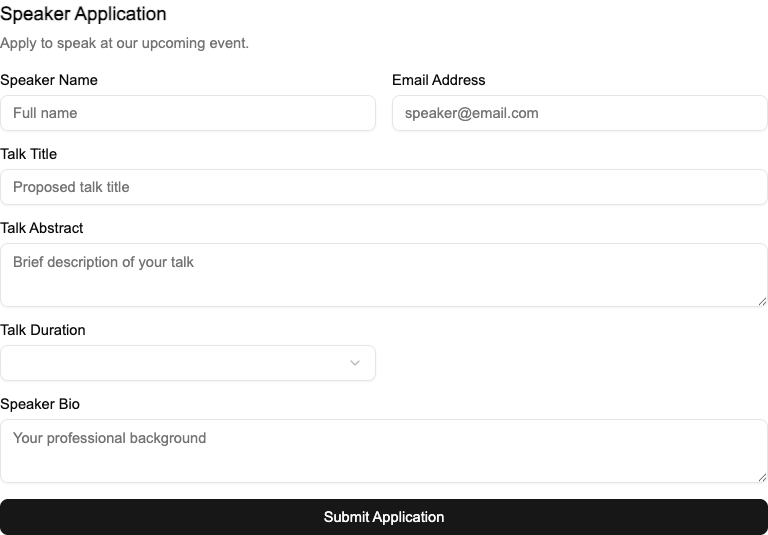 Speaker Application
Apply to speak at our upcoming event.
Speaker Name
Full name
Email Address
speaker@email.com
Talk Title
Proposed talk title
Talk Abstract
Brief description of your talk
Talk Duration
Speaker Bio
Your professional background
Submit Application